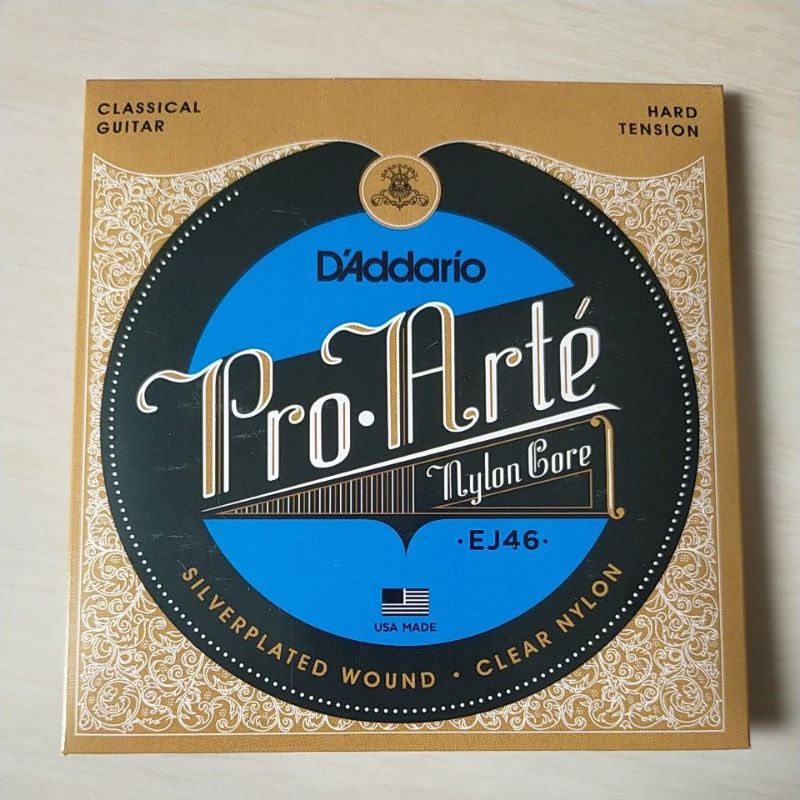 CLASSICAL
GUITAR
HARD
TENSION
D'Addario
Pro·Arté
Nylon Core
·EJ46·
USA MADE
SILVERPLATED WOUND · CLEAR NYLON